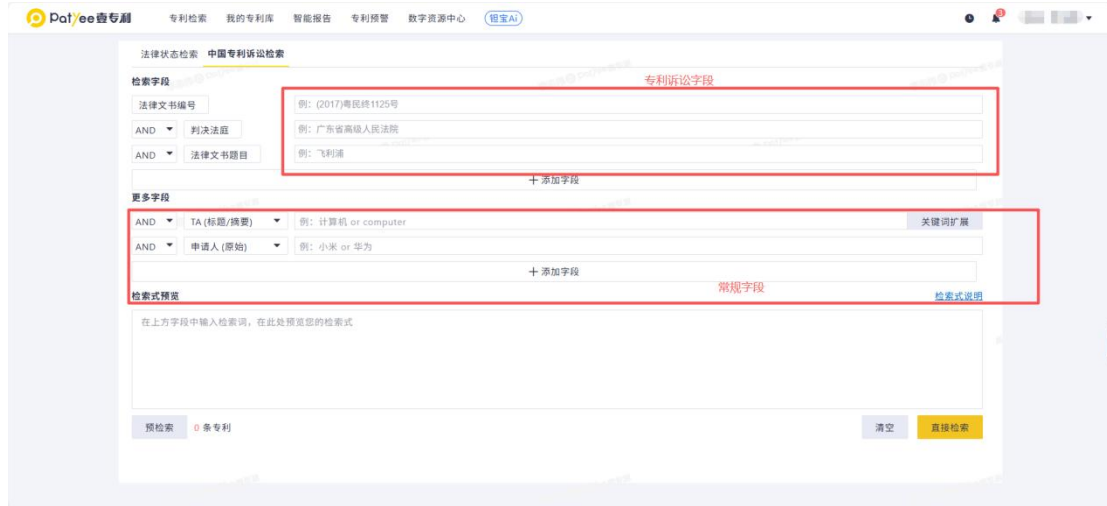 Patyee壹专利 专利检索 我的专利库 智能报告 专利预警 数字资源中心 钽宝Ai 3
法律状态检索 中国专利诉讼检索
检索字段 专利诉讼字段
法律文书编号 例：(2017)粤民终1125号
AND 判决法庭 例：广东省高级人民法院
AND 法律文书题目 例：飞利浦
＋添加字段
更多字段
AND TA (标题/摘要) 例：计算机 or computer 关键词扩展
AND 申请人 (原始) 例：小米 or 华为
＋添加字段
常规字段
检索式预览 检索式说明
在上方字段中输入检索词，在此处预览您的检索式
预检索 0 条专利 清空 直接检索